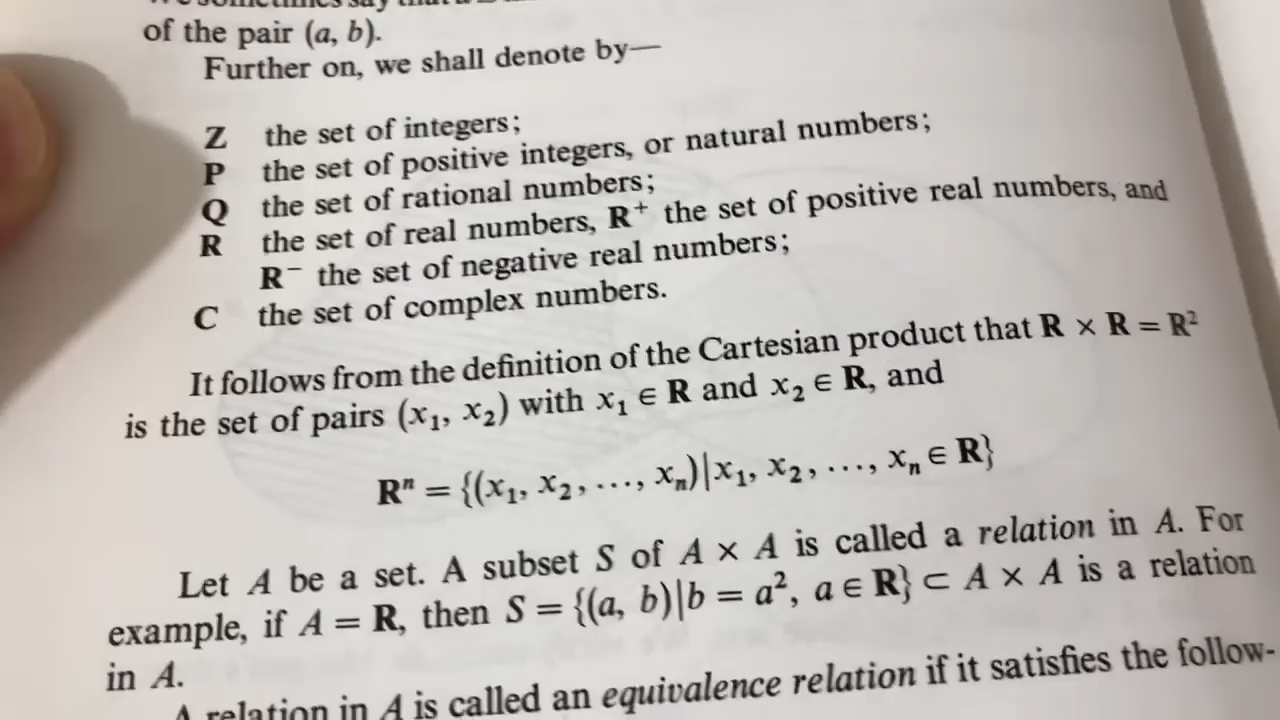 of the pair (a, b).
Further on, we shall denote by—
Z the set of integers;
P the set of positive integers, or natural numbers;
Q the set of rational numbers;
R the set of real numbers, R⁺ the set of positive real numbers, and
R⁻ the set of negative real numbers;
C the set of complex numbers.
It follows from the definition of the Cartesian product that R × R = R²
is the set of pairs (x₁, x₂) with x₁ ∈ R and x₂ ∈ R, and
Rⁿ = {(x₁, x₂, ..., xₙ)|x₁, x₂, ..., xₙ ∈ R}
Let A be a set. A subset S of A × A is called a relation in A. For
example, if A = R, then S = {(a, b)|b = a², a ∈ R} ⊂ A × A is a relation
in A.
A relation in A is called an equivalence relation if it satisfies the follow-